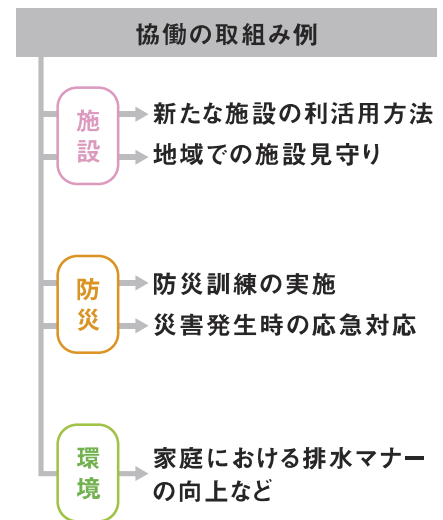 協働の取組み例
施設
新たな施設の利活用方法
地域での施設見守り
防災
防災訓練の実施
災害発生時の応急対応
環境
家庭における排水マナー
の向上など